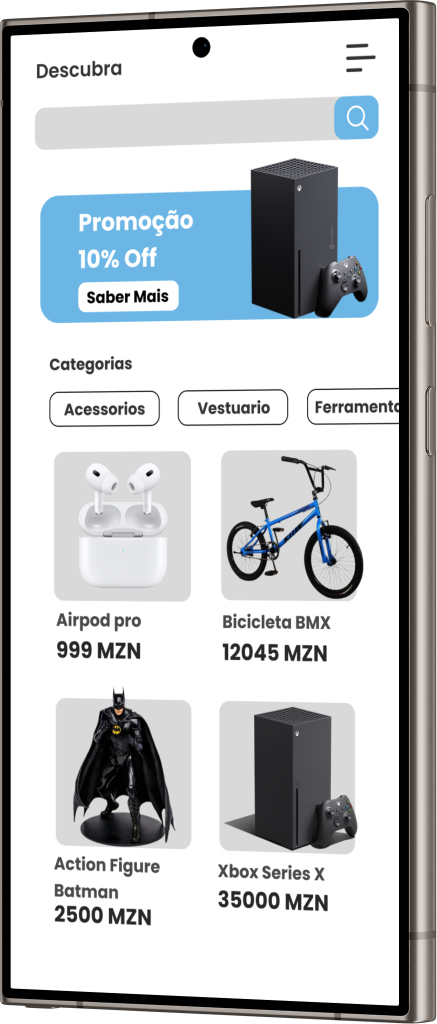 Descubra
Promoção
10% Off
Saber Mais
Categorias
Acessorios
Vestuario
Ferramenta
Airpod pro
999 MZN
Bicicleta BMX
12045 MZN
Action Figure
Batman
2500 MZN
Xbox Series X
35000 MZN